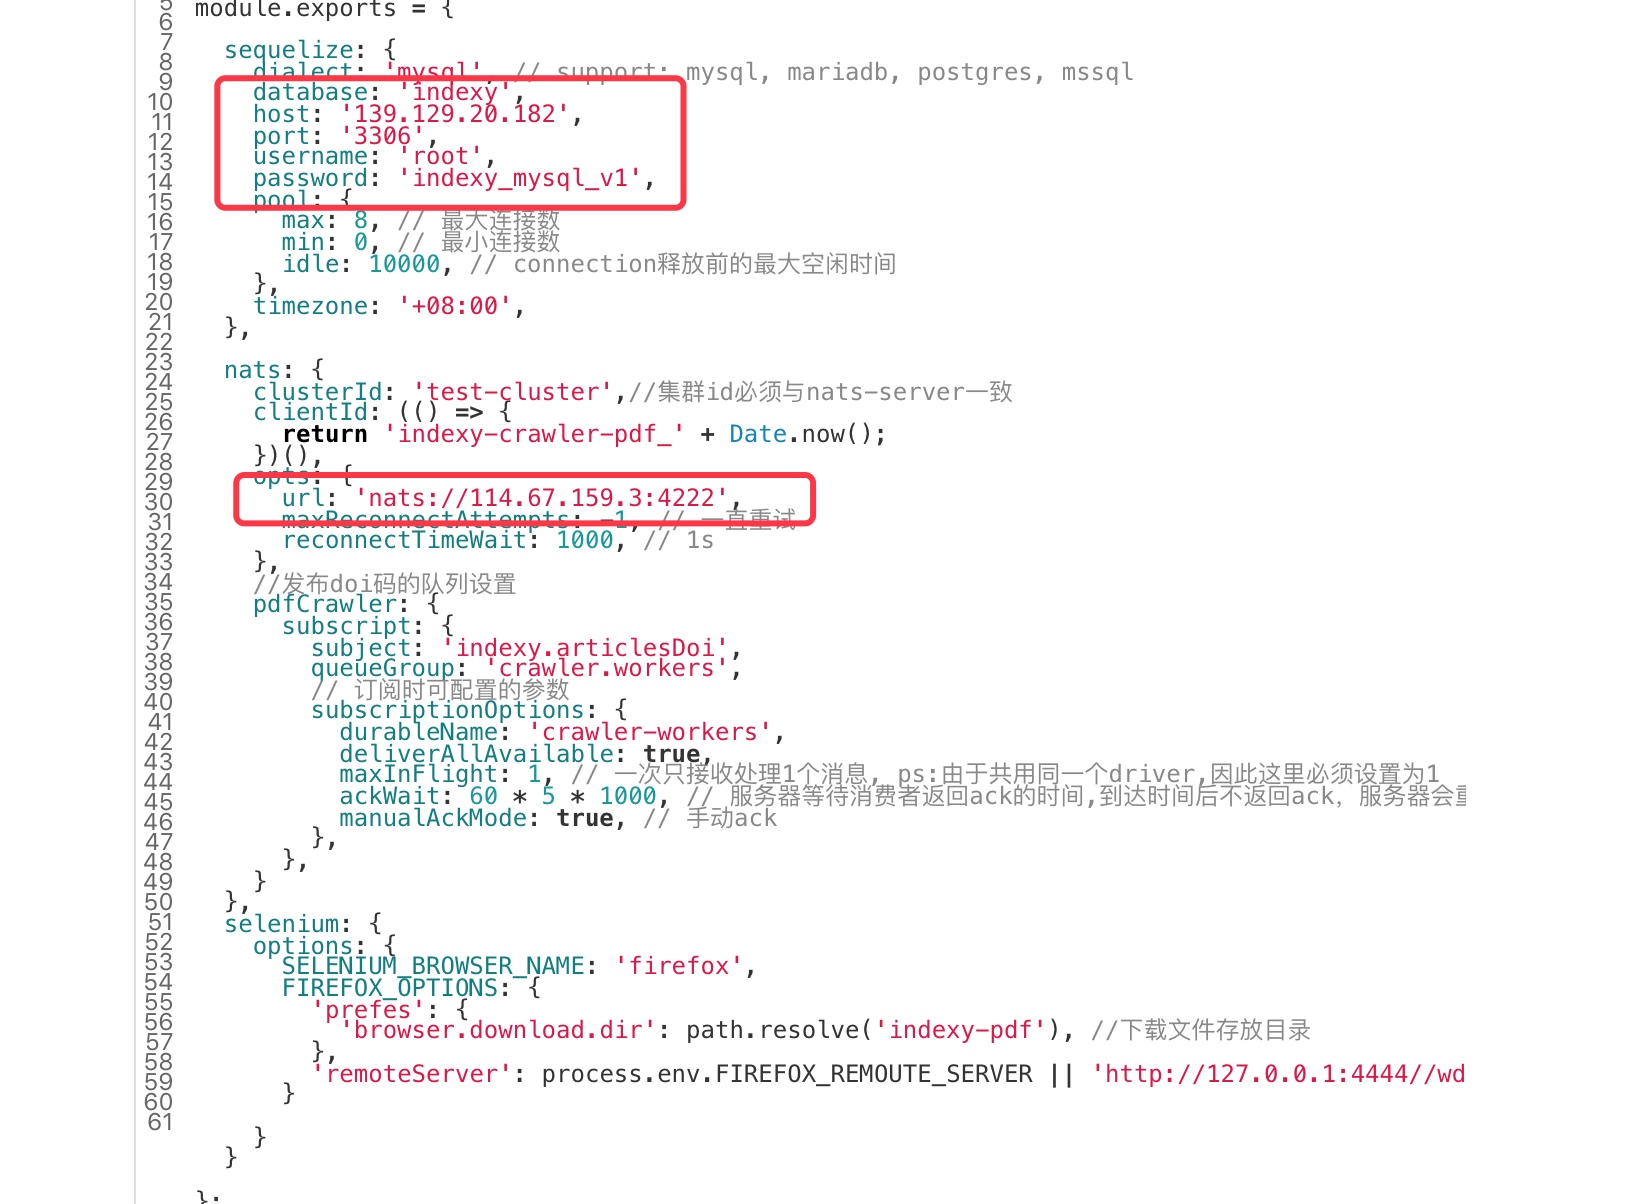 5
6
7
8
9
10
11
12
13
14
15
16
17
18
19
20
21
22
23
24
25
26
27
28
29
30
31
32
33
34
35
36
37
38
39
40
41
42
43
44
45
46
47
48
49
50
51
52
53
54
55
56
57
58
59
60
61
module.exports = {
sequelize: {
dialect: 'mysql', // support: mysql, mariadb, postgres, mssql
database: 'indexy',
host: '139.129.20.182',
port: '3306',
username: 'root',
password: 'indexy_mysql_v1',
pool: {
max: 8, // 最大连接数
min: 0, // 最小连接数
idle: 10000, // connection释放前的最大空闲时间
},
timezone: '+08:00',
},
nats: {
clusterId: 'test-cluster',//集群id必须与nats-server一致
clientId: (() => {
return 'indexy-crawler-pdf_' + Date.now();
})(),
opts: {
url: 'nats://114.67.159.3:4222',
maxReconnectAttempts: -1, // 一直重试
reconnectTimeWait: 1000, // 1s
},
//发布doi码的队列设置
pdfCrawler: {
subscript: {
subject: 'indexy.articlesDoi',
queueGroup: 'crawler.workers',
// 订阅时可配置的参数
subscriptionOptions: {
durableName: 'crawler-workers',
deliverAllAvailable: true,
maxInFlight: 1, // 一次只接收处理1个消息, ps:由于共用同一个driver,因此这里必须设置为1
ackWait: 60 * 5 * 1000, // 服务器等待消费者返回ack的时间,到达时间后不返回ack, 服务器会重
manualAckMode: true, // 手动ack
},
},
}
},
selenium: {
options: {
SELENIUM_BROWSER_NAME: 'firefox',
FIREFOX_OPTIONS: {
'prefes': {
'browser.download.dir': path.resolve('indexy-pdf'), //下载文件存放目录
},
'remoteServer': process.env.FIREFOX_REMOUTE_SERVER || 'http://127.0.0.1:4444//wd
}
}
}
};